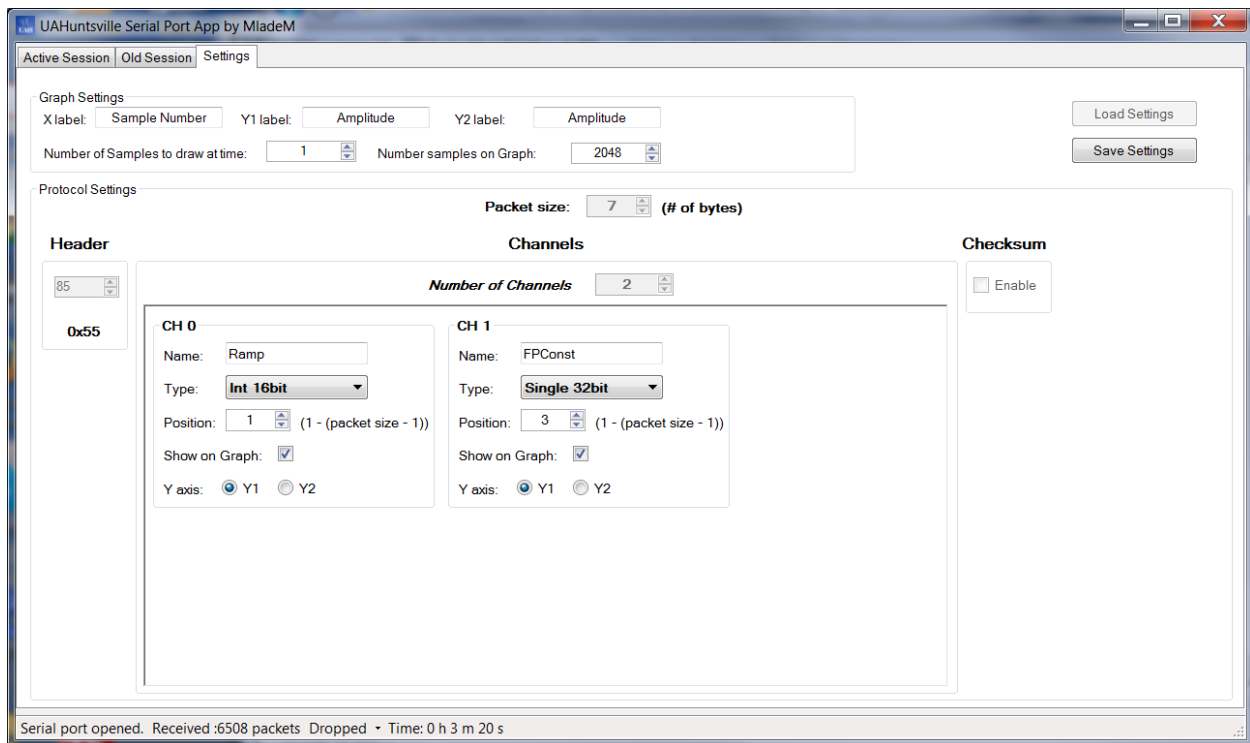 UAHuntsville Serial Port App by MladeM
Active Session Old Session Settings
Graph Settings
X label: Sample Number Y1 label: Amplitude Y2 label: Amplitude
Number of Samples to draw at time: 1 Number samples on Graph: 2048
Load Settings
Save Settings
Protocol Settings
Packet size: 7 (# of bytes)
Header Channels Checksum
85 Number of Channels 2 Enable
0x55
CH 0
Name: Ramp
Type: Int 16bit
Position: 1 (1 - (packet size - 1))
Show on Graph:
Y axis: Y1 Y2
CH 1
Name: FPConst
Type: Single 32bit
Position: 3 (1 - (packet size - 1))
Show on Graph:
Y axis: Y1 Y2
Serial port opened. Received :6508 packets Dropped Time: 0 h 3 m 20 s